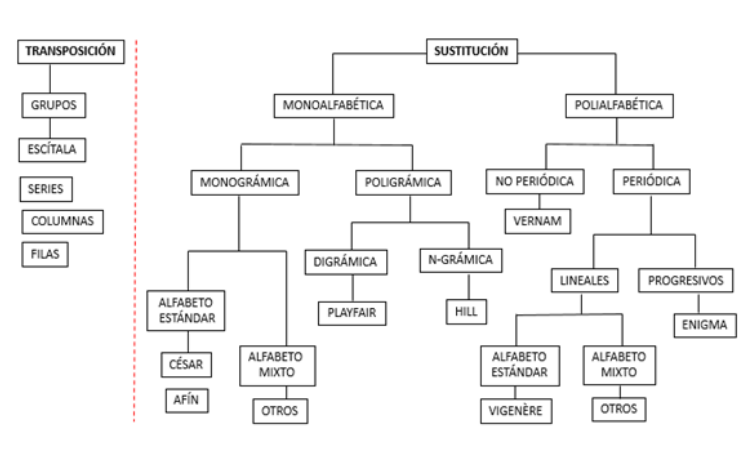 TRANSPOSICIÓN
GRUPOS
ESCÍTALA
SERIES
COLUMNAS
FILAS
SUSTITUCIÓN
MONOALFABÉTICA
POLIALFABÉTICA
MONOGRÁMICA
POLIGRÁMICA
NO PERIÓDICA
PERIÓDICA
VERNAM
DIGRÁMICA
N-GRÁMICA
LINEALES
PROGRESIVOS
ALFABETO
ESTÁNDAR
PLAYFAIR
HILL
ENIGMA
CÉSAR
ALFABETO
MIXTO
ALFABETO
ESTÁNDAR
ALFABETO
MIXTO
AFÍN
OTROS
VIGENÈRE
OTROS